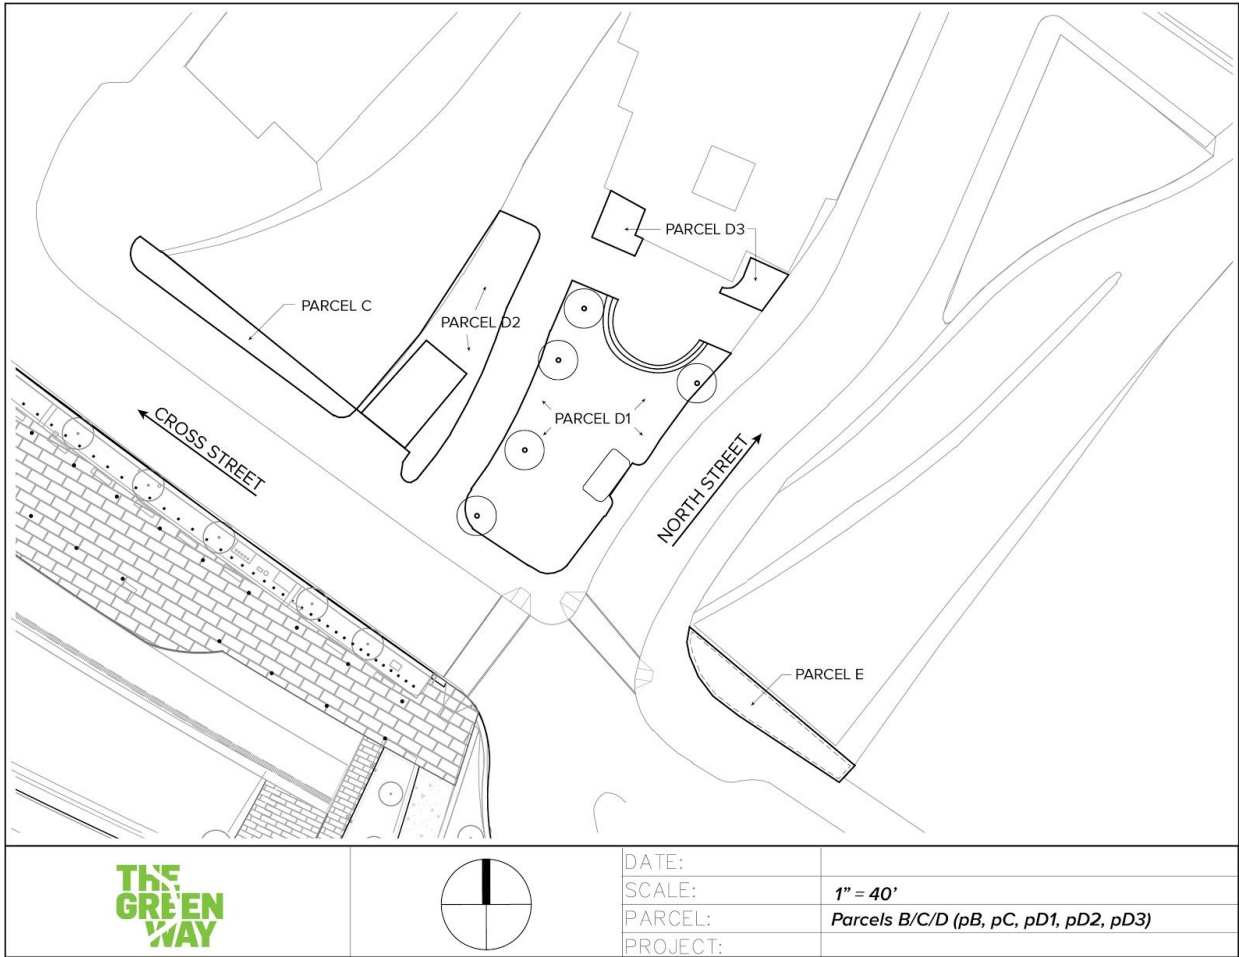 PARCEL D3
PARCEL C
PARCEL D2
PARCEL D1
CROSS STREET
NORTH STREET
PARCEL E
THE
GREEN
WAY
DATE:
SCALE: 1" = 40'
PARCEL: Parcels B/C/D (pB, pC, pD1, pD2, pD3)
PROJECT: